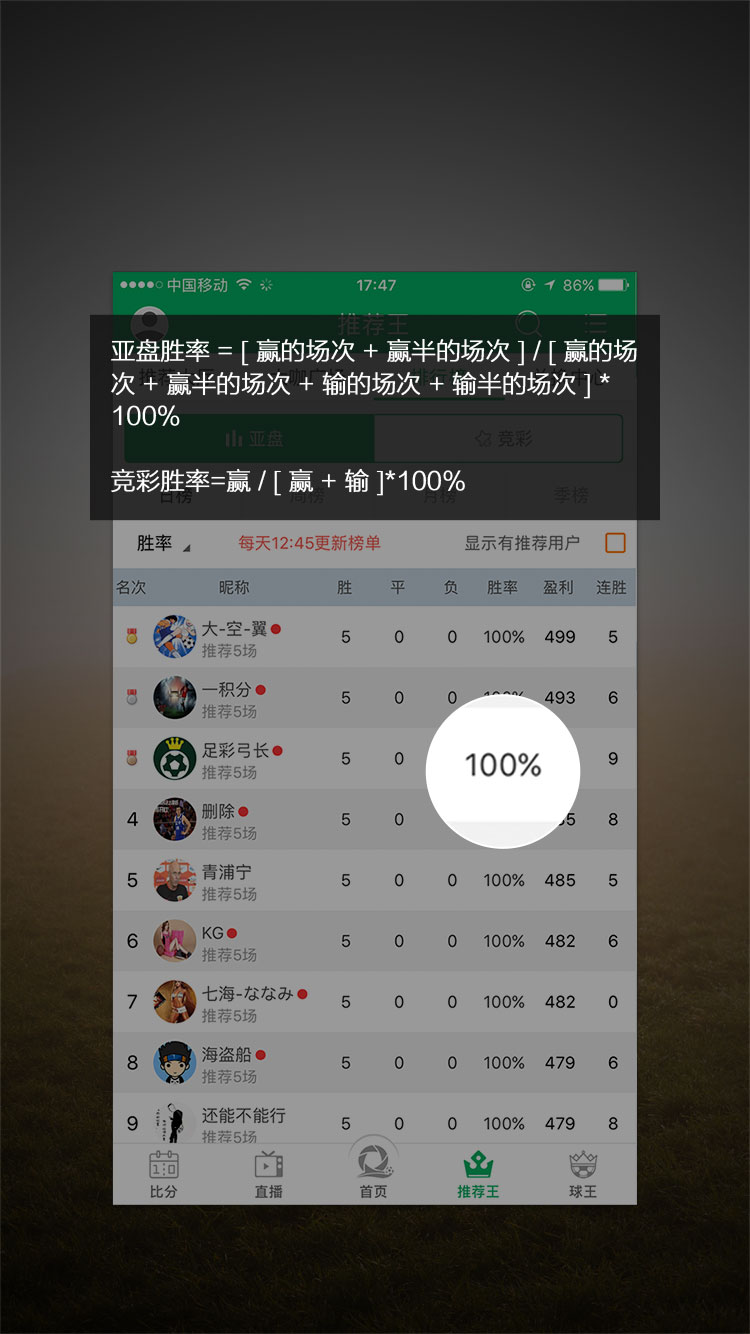 中国移动 17:47 86%
推荐王
亚盘胜率 = [ 赢的场次 + 赢半的场次 ] / [ 赢的场
次 + 赢半的场次 + 输的场次 + 输半的场次 ] *
100%
亚盘 竞彩
竞彩胜率=赢 / [ 赢 + 输 ]*100%
日榜 周榜 月榜 季榜
胜率 每天12:45更新榜单 显示有推荐用户
名次 昵称 胜 平 负 胜率 盈利 连胜
大-空-翼 5 0 0 100% 499 5
推荐5场
一积分 5 0 0 100% 493 6
推荐5场
足彩弓长 5 0 100% 9
推荐5场
4 删除 5 0 8
推荐5场
5 青浦宁 5 0 0 100% 485 5
推荐5场
6 KG 5 0 0 100% 482 6
推荐5场
7 七海-ななみ 5 0 0 100% 482 0
推荐5场
8 海盗船 5 0 0 100% 479 6
推荐5场
9 还能不能行 5 0 0 100% 479 8
推荐5场
比分 直播 首页 推荐王 球王